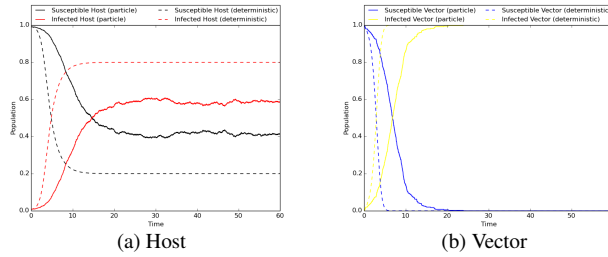 Susceptible Host (particle)
Infected Host (particle)
Susceptible Host (deterministic)
Infected Host (deterministic)
1.0
0.8
0.6
0.4
0.2
0.0
Population
0 10 20 30 40 50 60
Time
(a) Host
Susceptible Vector (particle)
Infected Vector (particle)
Susceptible Vector (deterministic)
Infected Vector (deterministic)
1.0
0.8
0.6
0.4
0.2
0.0
Population
0 10 20 30 40 50
Time
(b) Vector